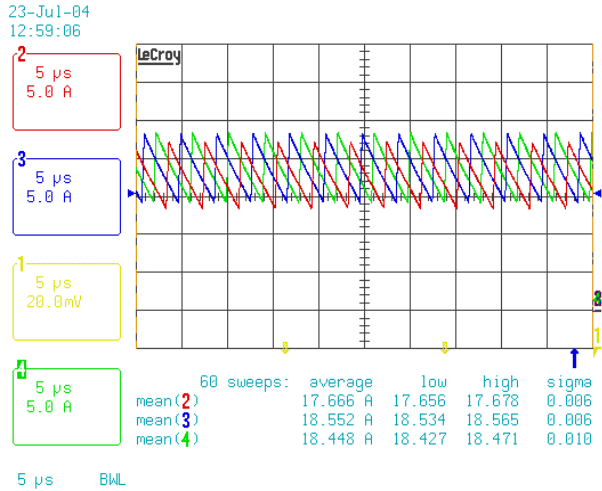 23-Jul-04
12:59:06
LeCroy
2
5 µs
5.0 A
3
5 µs
5.0 A
1
5 µs
20.0mV
4
5 µs
5.0 A
3
1
60 sweeps: average low high sigma
mean(2) 17.666 A 17.656 17.678 0.006
mean(3) 18.552 A 18.534 18.565 0.006
mean(4) 18.448 A 18.427 18.471 0.010
5 µs BWL